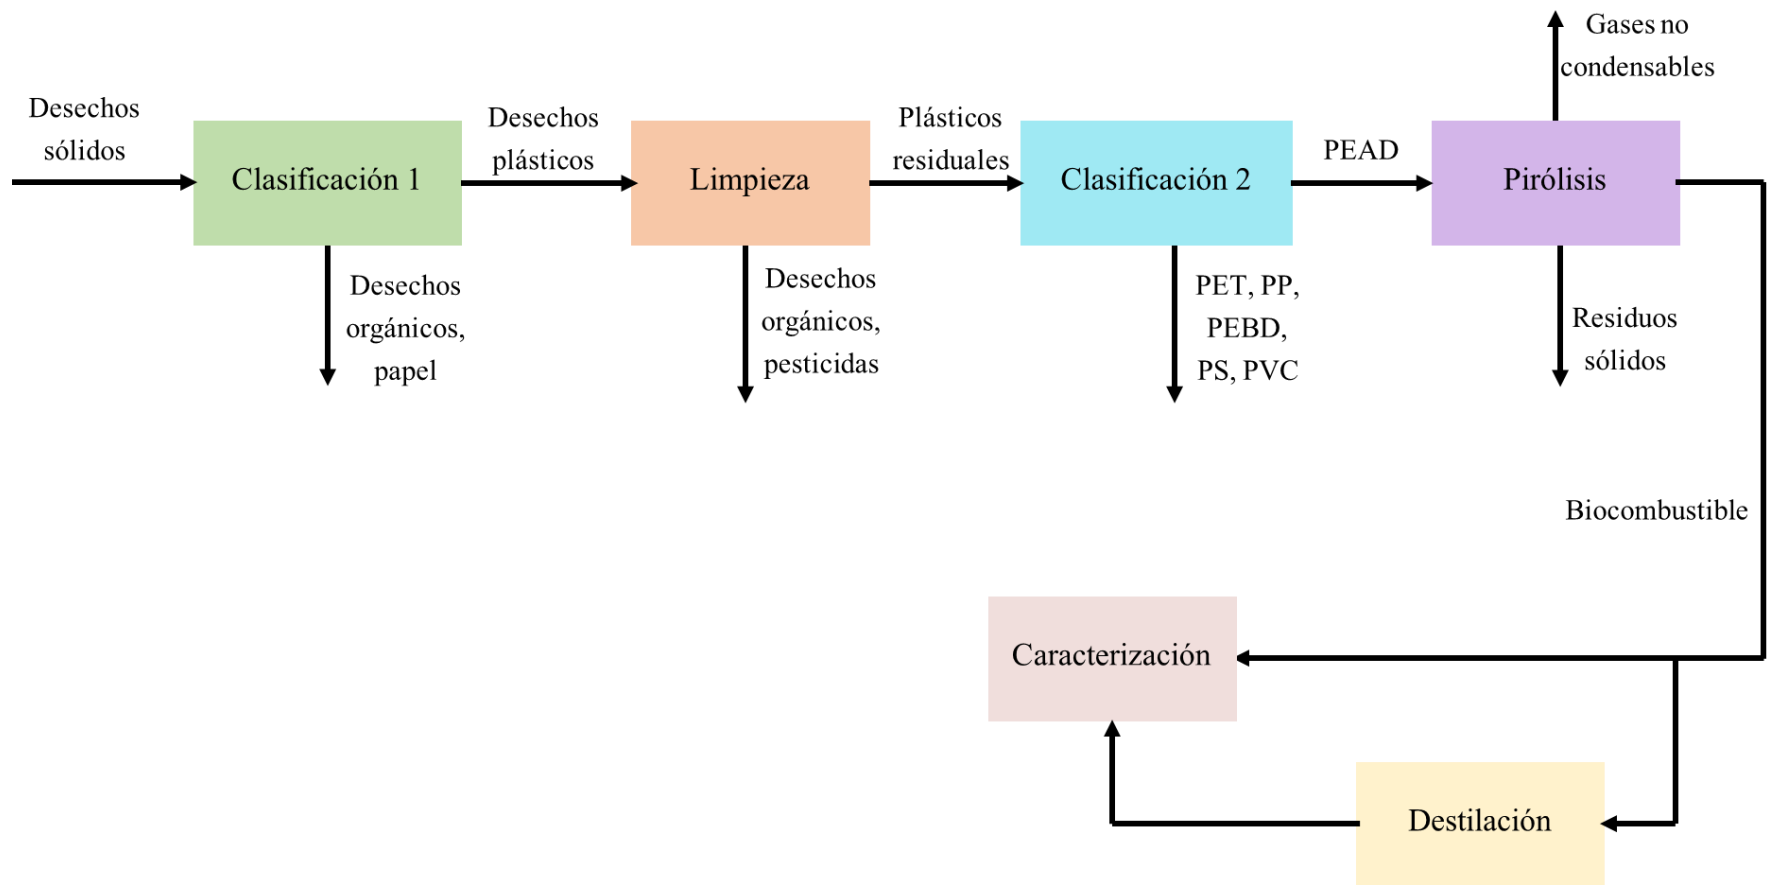 Desechos
sólidos
Clasificación 1
Desechos
orgánicos,
papel
Desechos
plásticos
Limpieza
Desechos
orgánicos,
pesticidas
Plásticos
residuales
Clasificación 2
PET, PP,
PEBD,
PS, PVC
PEAD
Pirólisis
Gases no
condensables
Residuos
sólidos
Biocombustible
Caracterización
Destilación